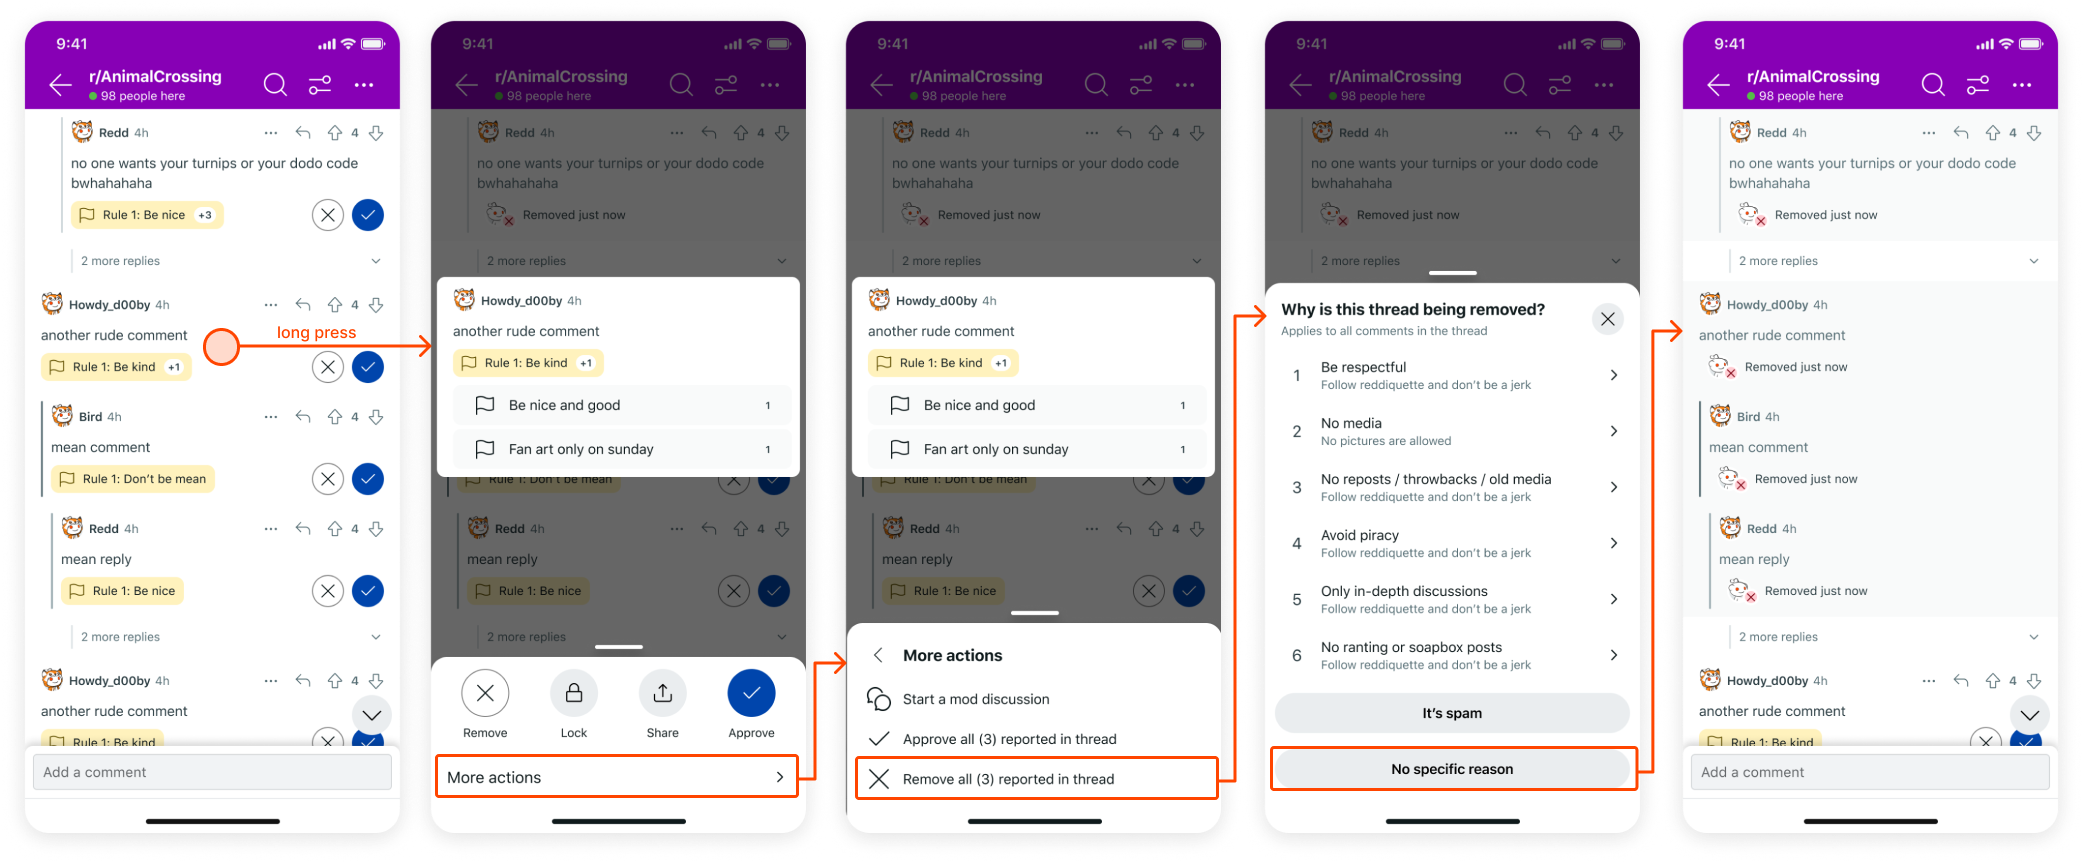 9:41
r/AnimalCrossing
98 people here
Redd 4h
4
no one wants your turnips or your dodo code
bwhahahaha
Rule 1: Be nice +3
2 more replies
Howdy_d00by 4h
4
another rude comment
long press
Rule 1: Be kind +1
Bird 4h
4
mean comment
Rule 1: Don't be mean
Redd 4h
4
mean reply
Rule 1: Be nice
2 more replies
Howdy_d00by 4h
4
another rude comment
Rule 1: Be kind
Add a comment
9:41
r/AnimalCrossing
98 people here
Redd 4h
4
no one wants your turnips or your dodo code
bwhahahaha
Removed just now
2 more replies
Howdy_d00by 4h
another rude comment
Rule 1: Be kind +1
Be nice and good 1
Fan art only on sunday 1
Rule 1: Don't be mean
Redd 4h
4
mean reply
Rule 1: Be nice
2 more replies
Remove
Lock
Share
Approve
More actions
9:41
r/AnimalCrossing
98 people here
Redd 4h
4
no one wants your turnips or your dodo code
bwhahahaha
Removed just now
2 more replies
Howdy_d00by 4h
another rude comment
Rule 1: Be kind +1
Be nice and good 1
Fan art only on sunday 1
Rule 1: Don't be mean
Redd 4h
4
mean reply
Rule 1: Be nice
More actions
Start a mod discussion
Approve all (3) reported in thread
Remove all (3) reported in thread
9:41
r/AnimalCrossing
98 people here
Redd 4h
4
no one wants your turnips or your dodo code
bwhahahaha
Removed just now
2 more replies
Why is this thread being removed?
Applies to all comments in the thread
1 Be respectful
Follow reddiquette and don't be a jerk
2 No media
No pictures are allowed
3 No reposts / throwbacks / old media
Follow reddiquette and don't be a jerk
4 Avoid piracy
Follow reddiquette and don't be a jerk
5 Only in-depth discussions
Follow reddiquette and don't be a jerk
6 No ranting or soapbox posts
Follow reddiquette and don't be a jerk
It's spam
No specific reason
9:41
r/AnimalCrossing
98 people here
Redd 4h
4
no one wants your turnips or your dodo code
bwhahahaha
Removed just now
2 more replies
Howdy_d00by 4h
another rude comment
Removed just now
Bird 4h
mean comment
Removed just now
Redd 4h
mean reply
Removed just now
2 more replies
Howdy_d00by 4h
4
another rude comment
Rule 1: Be kind
Add a comment